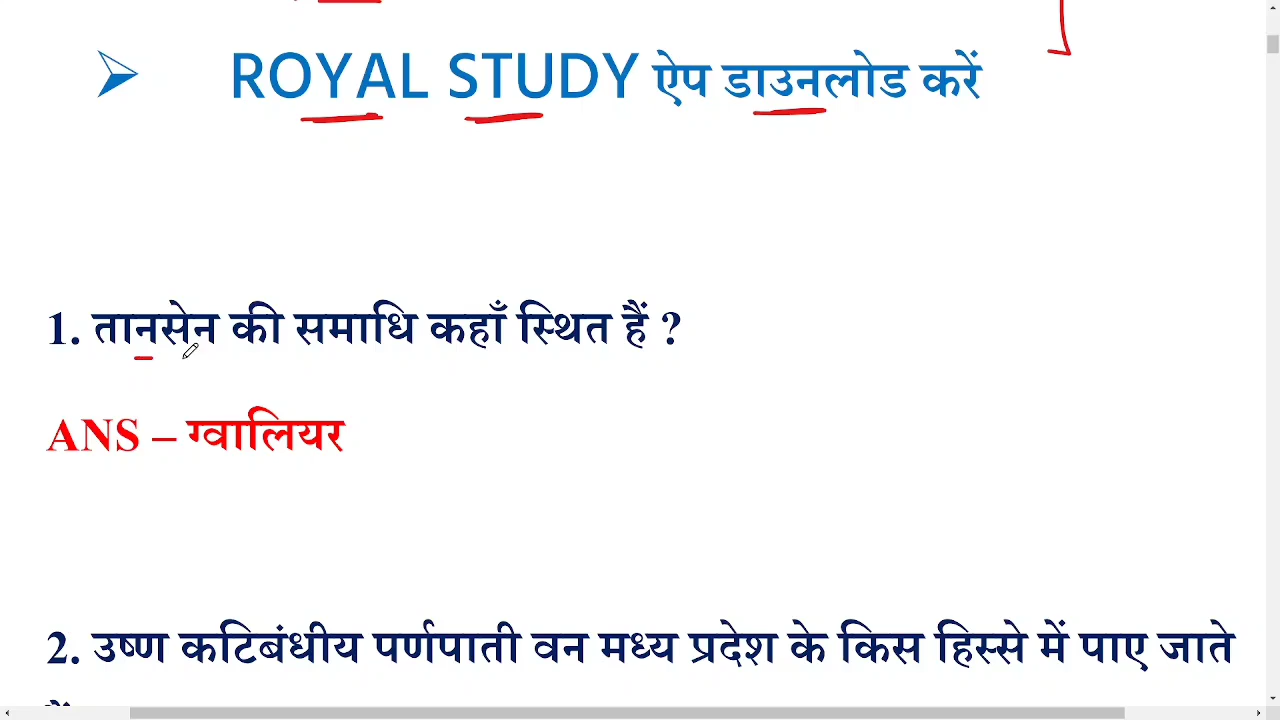 ROYAL STUDY ऐप डाउनलोड करें
1. तानसेन की समाधि कहाँ स्थित हैं ?
ANS – ग्वालियर
2. उष्ण कटिबंधीय पर्णपाती वन मध्य प्रदेश के किस हिस्से में पाए जाते